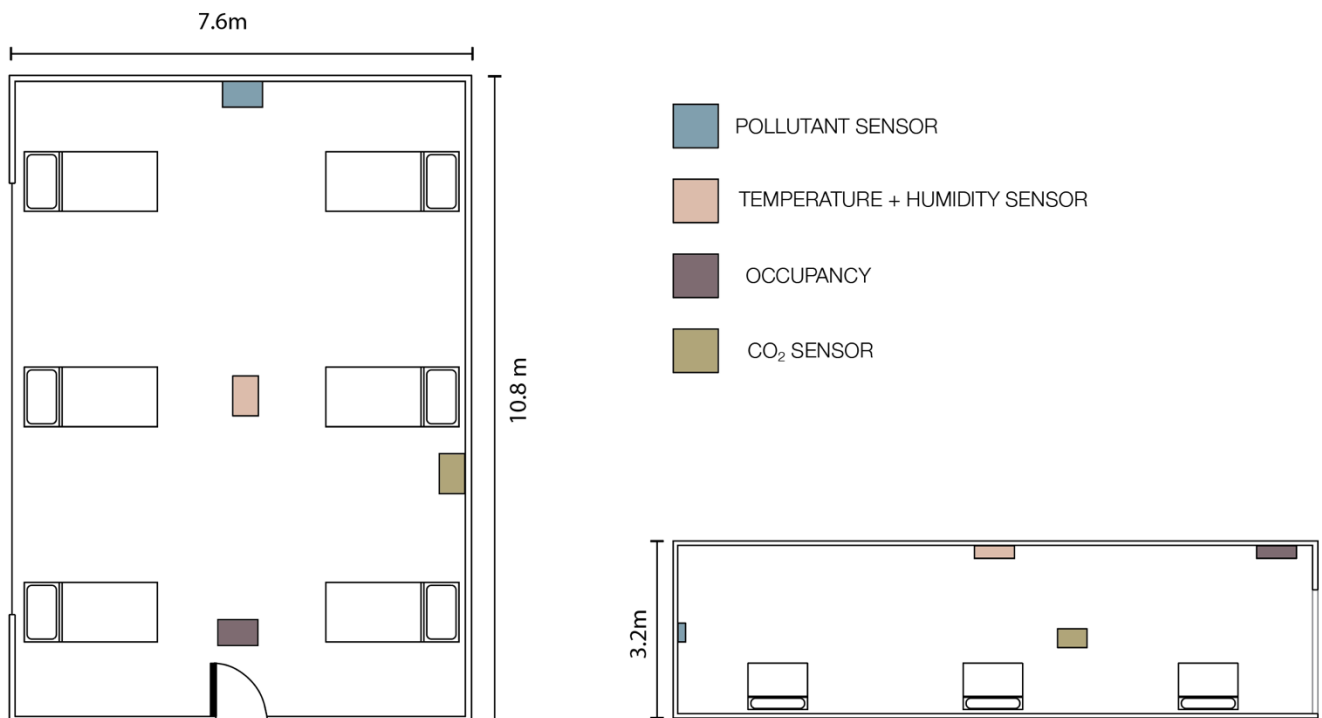 7.6m
10.8 m
POLLUTANT SENSOR
TEMPERATURE + HUMIDITY SENSOR
OCCUPANCY
CO₂ SENSOR
3.2m